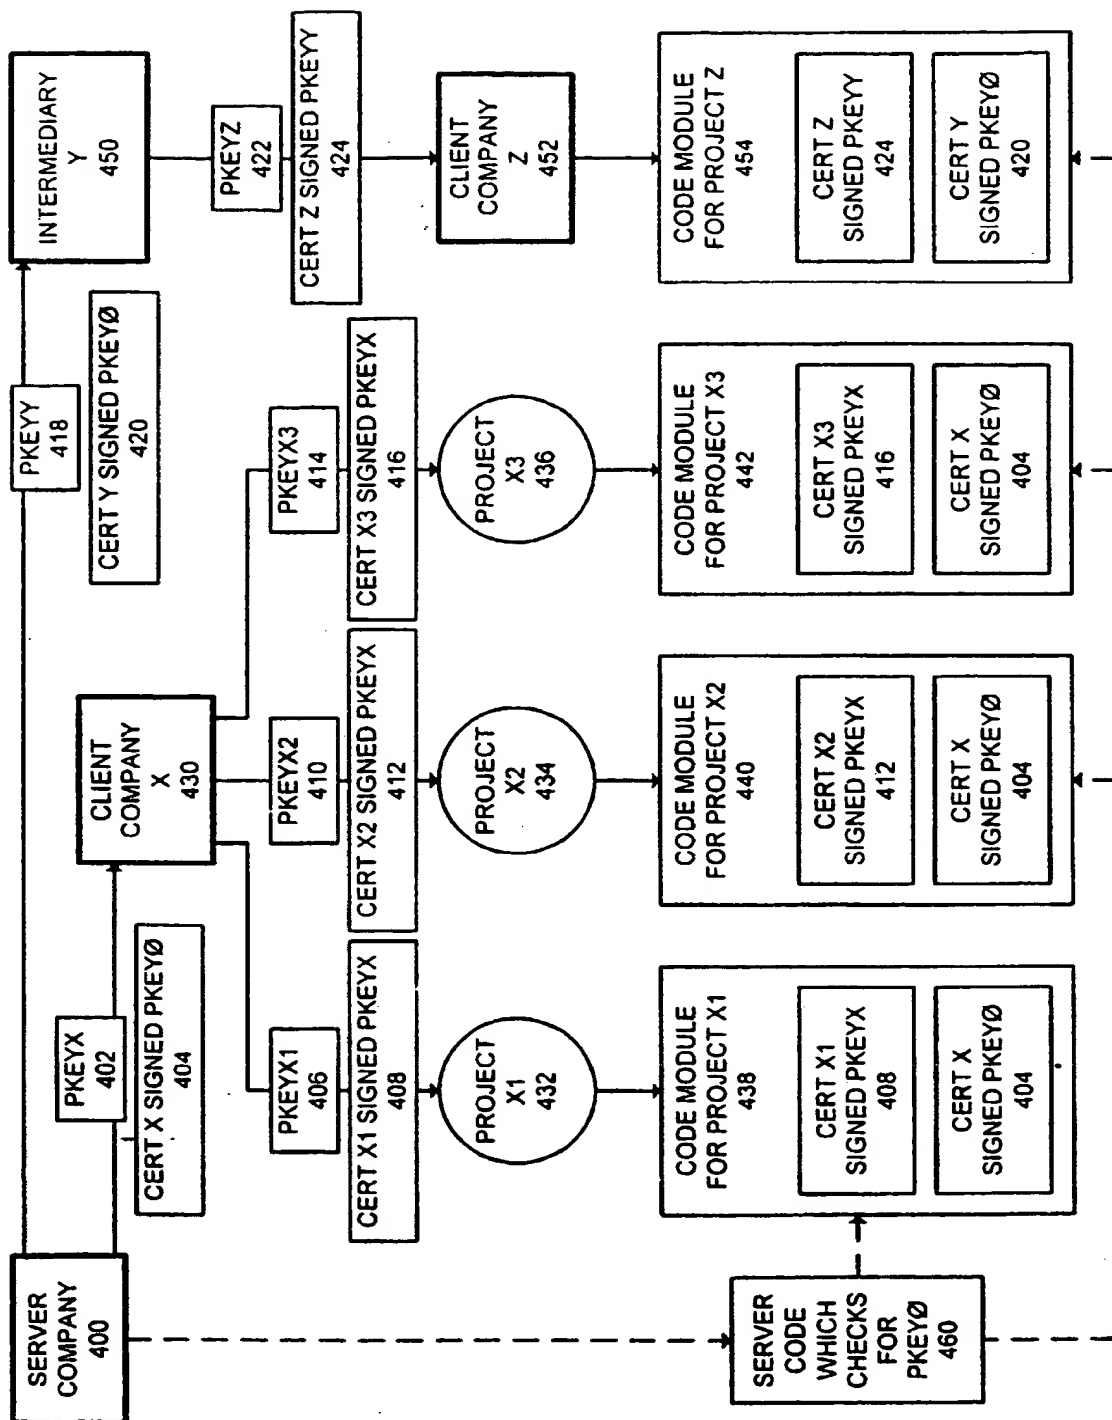 SERVER
COMPANY
400
PKEYX
402
CERT X SIGNED PKEYØ
404
CLIENT
COMPANY
X
430
PKEYY
418
CERT Y SIGNED PKEYØ
420
INTERMEDIARY
Y
450
PKEYX1
406
CERT X1 SIGNED PKEYX
408
PKEYX2
410
CERT X2 SIGNED PKEYX
412
PKEYX3
414
CERT X3 SIGNED PKEYX
416
PKEYZ
422
CERT Z SIGNED PKEYY
424
PROJECT
X1
432
PROJECT
X2
434
PROJECT
X3
436
CLIENT
COMPANY
Z
452
SERVER
CODE
WHICH
CHECKS
FOR
PKEYØ
460
CODE MODULE
FOR PROJECT X1
438
CERT X1
SIGNED PKEYX
408
CERT X
SIGNED PKEYØ
404
CODE MODULE
FOR PROJECT X2
440
CERT X2
SIGNED PKEYX
412
CERT X
SIGNED PKEYØ
404
CODE MODULE
FOR PROJECT X3
442
CERT X3
SIGNED PKEYX
416
CERT X
SIGNED PKEYØ
404
CODE MODULE
FOR PROJECT Z
454
CERT Z
SIGNED PKEYY
424
CERT Y
SIGNED PKEYØ
420